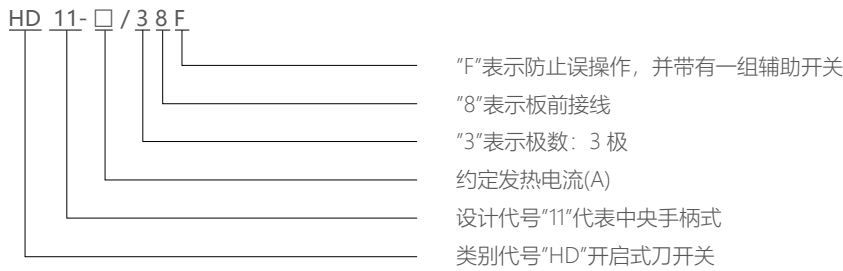 HD 11-□/38F
"F"表示防止误操作，并带有一组辅助开关
"8"表示板前接线
"3"表示极数：3 极
约定发热电流(A)
设计代号"11"代表中央手柄式
类别代号"HD"开启式刀开关